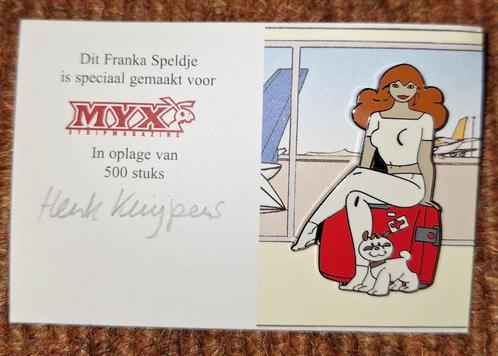 Dit Franka Speldje
is speciaal gemaakt voor
MYX
STRIPMAGAZINE
In oplage van
500 stuks
Henk Kuijpers